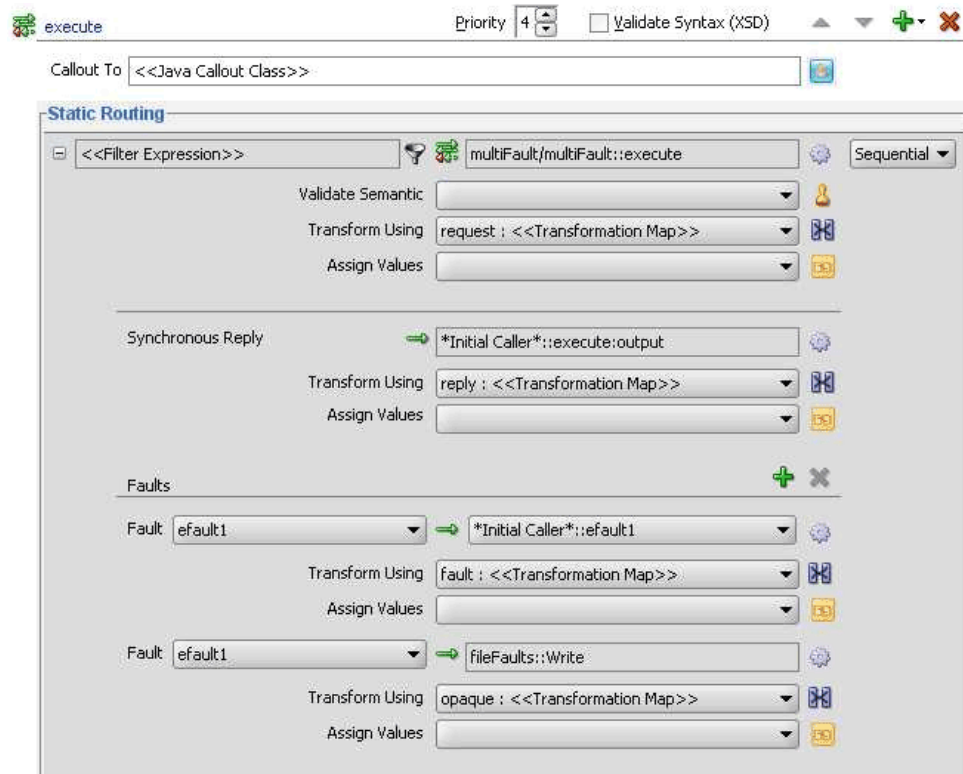 execute Priority 4 Validate Syntax (XSD)
Callout To <<Java Callout Class>>
Static Routing
<<Filter Expression>> multiFault/multiFault::execute Sequential
Validate Semantic
Transform Using request : <<Transformation Map>>
Assign Values
Synchronous Reply *Initial Caller*::execute:output
Transform Using reply : <<Transformation Map>>
Assign Values
Faults
Fault efault1 *Initial Caller*::efault1
Transform Using fault : <<Transformation Map>>
Assign Values
Fault efault1 fileFaults::Write
Transform Using opaque : <<Transformation Map>>
Assign Values